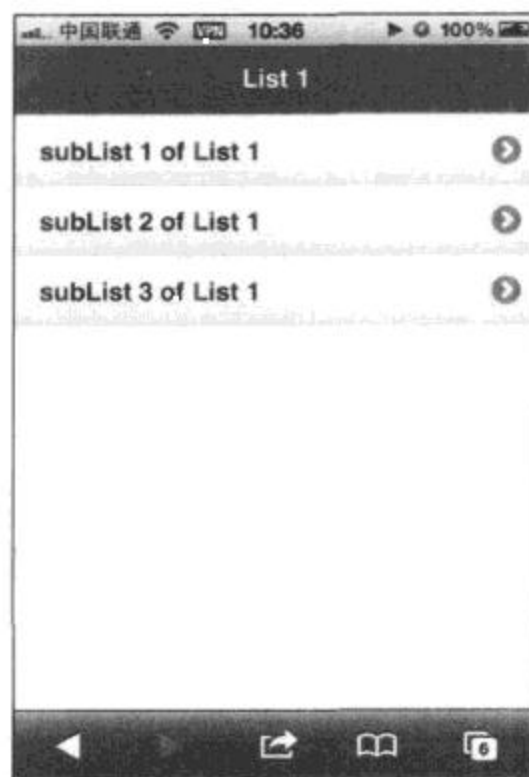 中国联通 VPN 10:36 100%
List 1
subList 1 of List 1
subList 2 of List 1
subList 3 of List 1
6